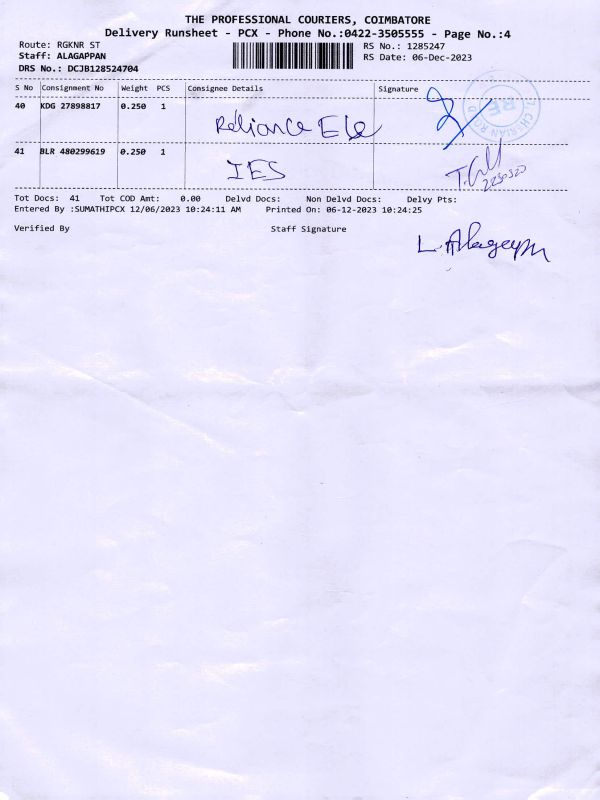 THE PROFESSIONAL COURIERS, COIMBATORE
Delivery Runsheet - PCX - Phone No.:0422-3505555 - Page No.:4
Route: RGKNR ST
RS No.: 1285247
Staff: ALAGAPPAN
RS Date: 06-Dec-2023
DRS No.: DCJB128524704
S No Consignment No Weight PCS Consignee Details Signature
40 KDG 27898817 0.250 1
Reliance Ele
RE
41 BLR 480299619 0.250 1
IES
Tot Docs: 41 Tot COD Amt: 0.00 Delvd Docs: Non Delvd Docs: Delvy Pts:
Entered By :SUMATHIPCX 12/06/2023 10:24:11 AM Printed On: 06-12-2023 10:24:25
Verified By Staff Signature